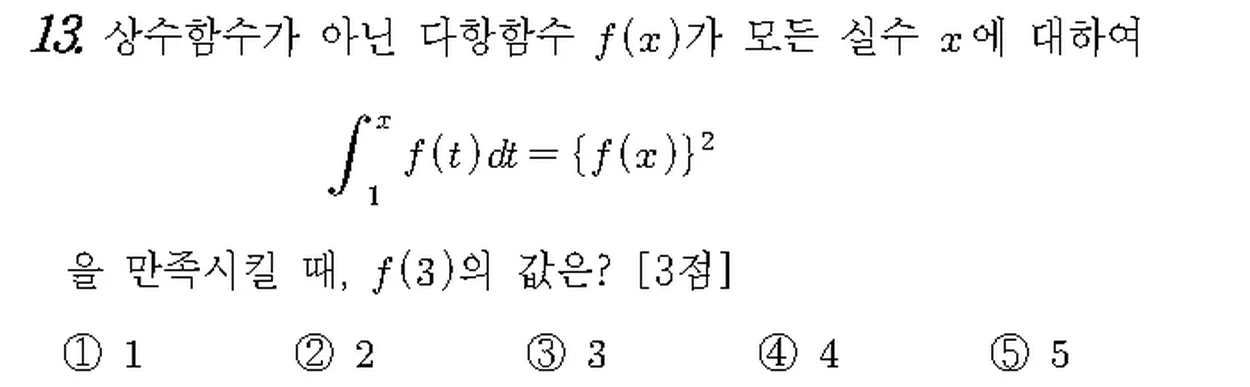 13. 상수함수가 아닌 다항함수 f(x)가 모든 실수 x에 대하여
∫₁ˣ f(t)dt = {f(x)}²
을 만족시킬 때, f(3)의 값은? [3점]
① 1 ② 2 ③ 3 ④ 4 ⑤ 5